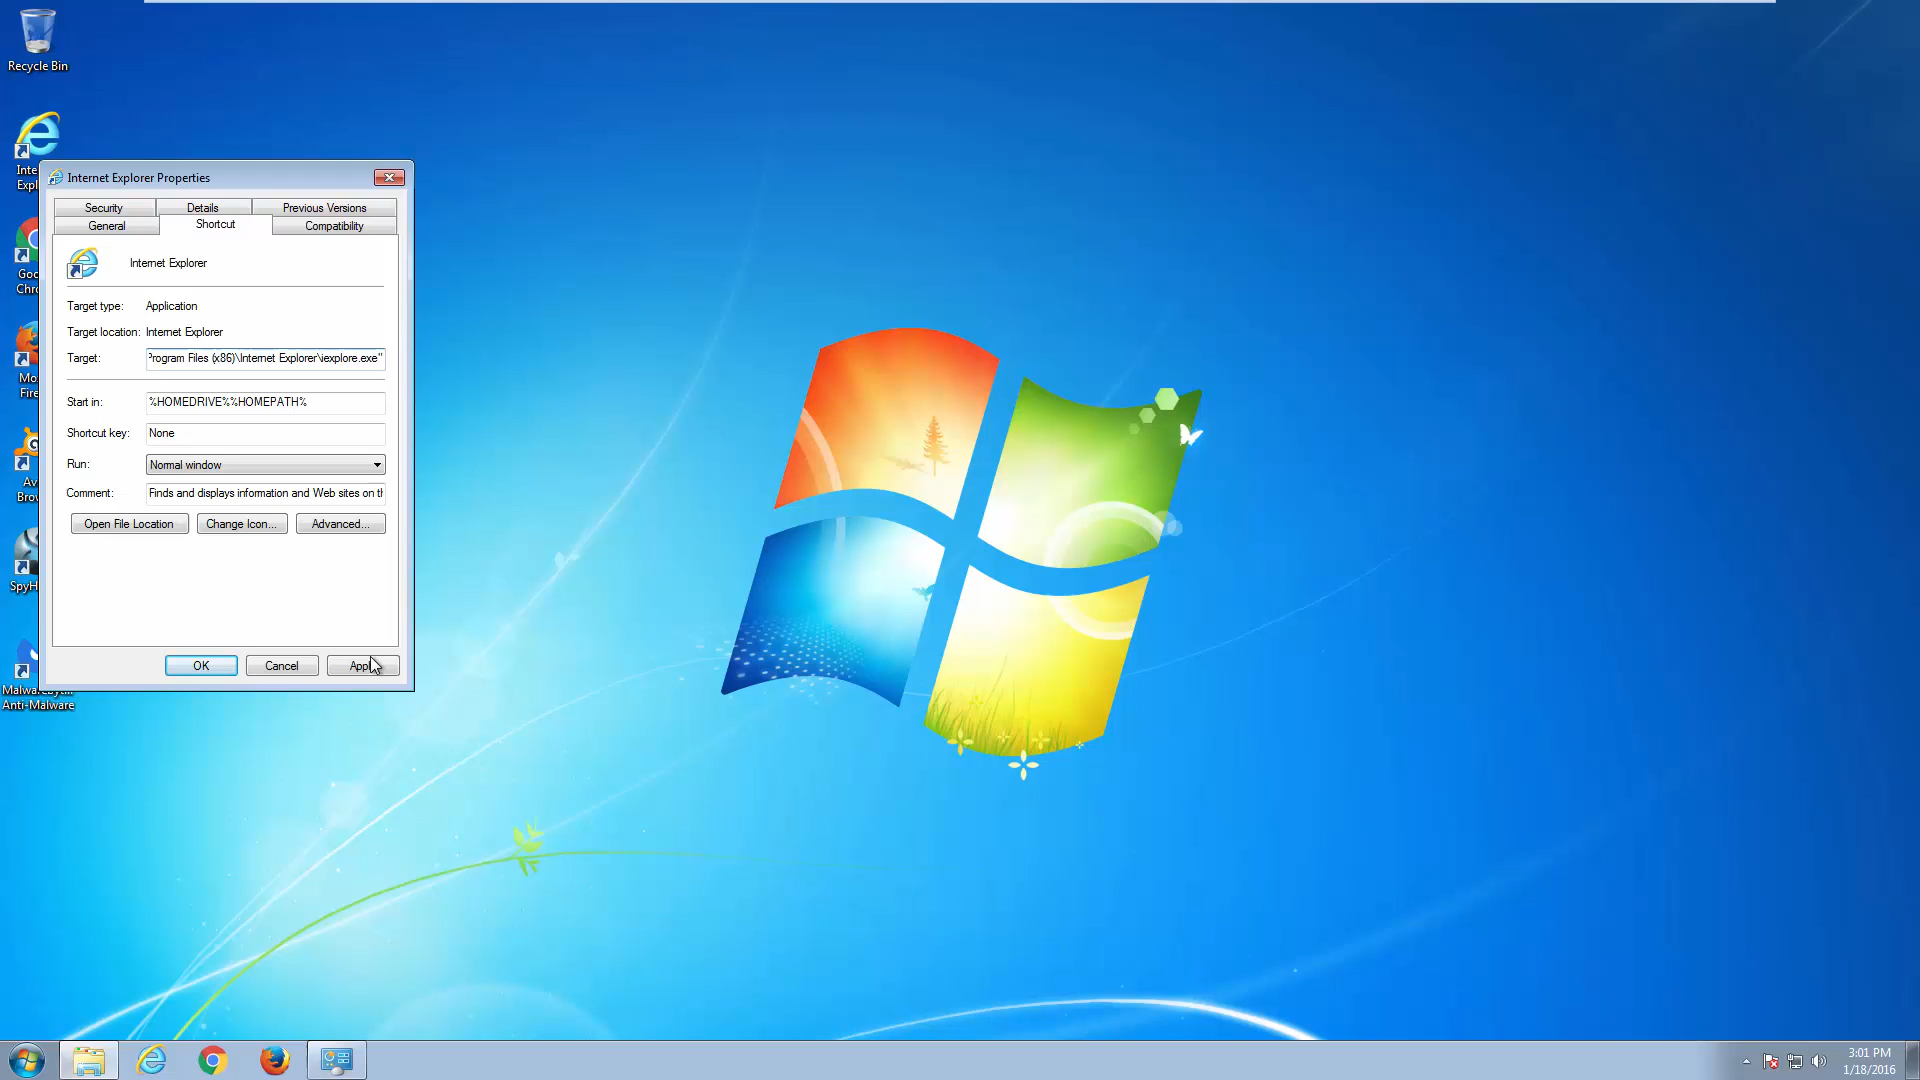 Recycle Bin
Internet Explorer Properties
Security
Details
Previous Versions
General
Shortcut
Compatibility
Internet Explorer
Target type:
Application
Target location:
Internet Explorer
Target:
Program Files (x86)\Internet Explorer\iexplore.exe"
Start in:
%HOMEDRIVE%%HOMEPATH%
Shortcut key:
None
Run:
Normal window
Comment:
Finds and displays information and Web sites on th
Open File Location
Change Icon...
Advanced...
OK
Cancel
Inte
Expl
Goo
Chr
Mo
Fire
Av
Brow
SpyH
Anti-Malware
3:01 PM
1/18/2016